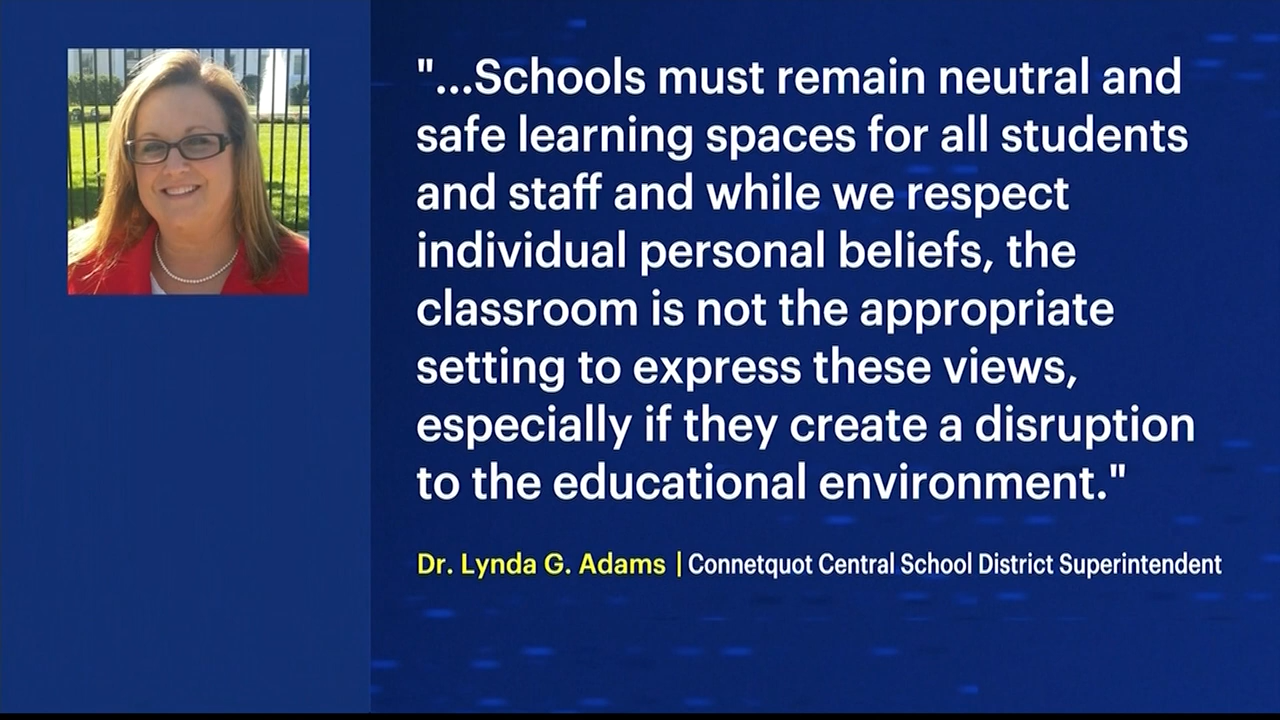 "...Schools must remain neutral and
safe learning spaces for all students
and staff and while we respect
individual personal beliefs, the
classroom is not the appropriate
setting to express these views,
especially if they create a disruption
to the educational environment."
Dr. Lynda G. Adams | Connetquot Central School District Superintendent